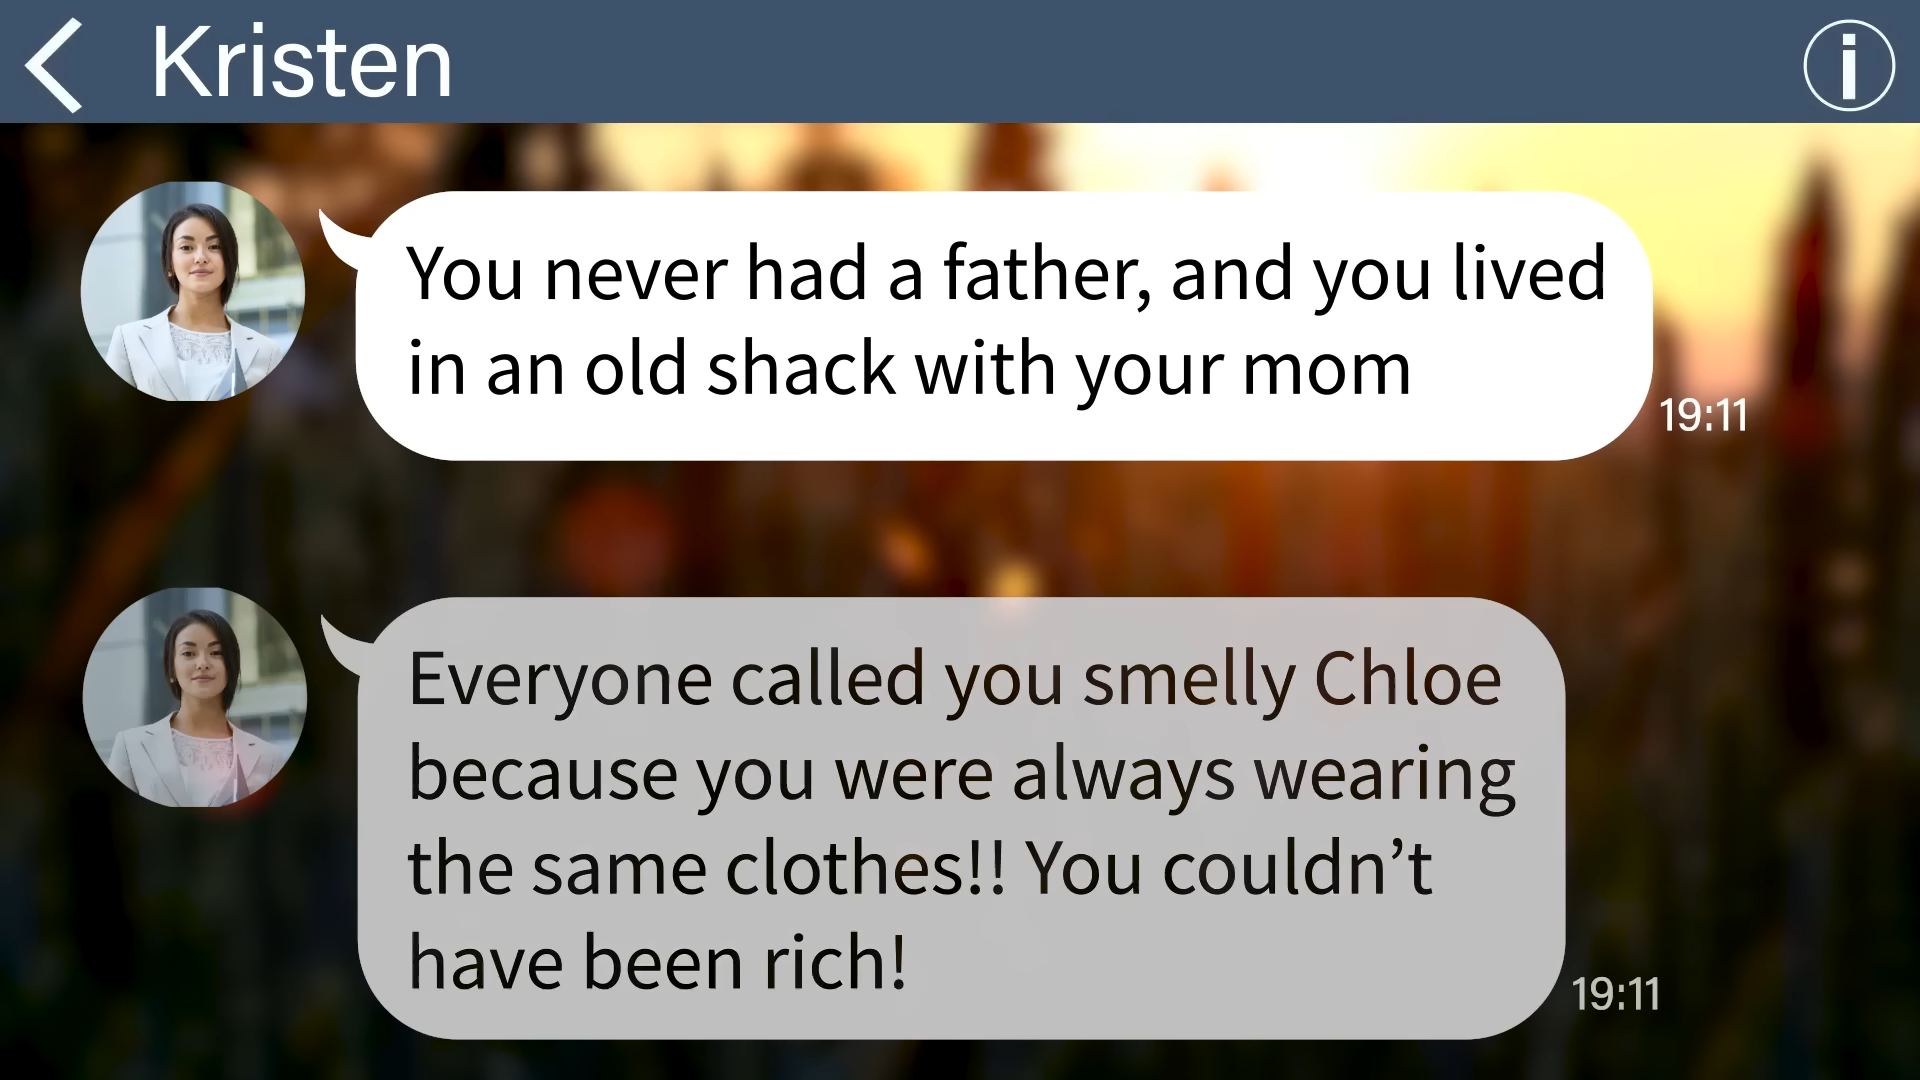 Kristen
You never had a father, and you lived
in an old shack with your mom
19:11
Everyone called you smelly Chloe
because you were always wearing
the same clothes!! You couldn’t
have been rich!
19:11